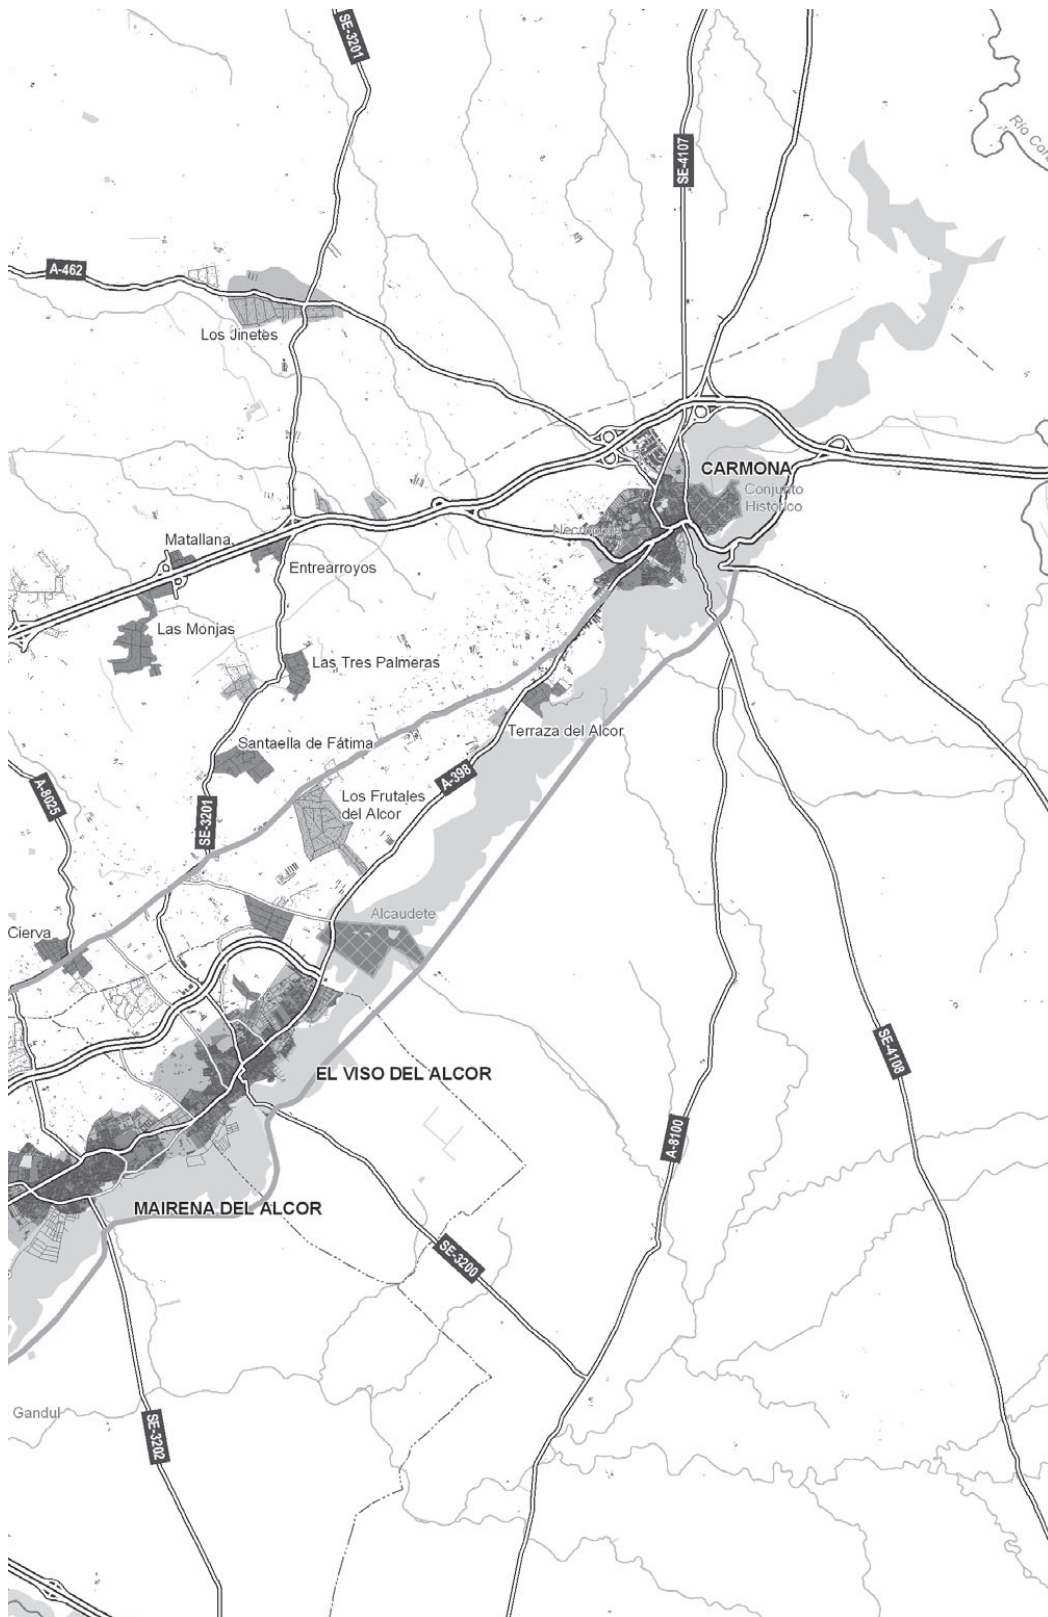 SE-3201
SE-4107
A-462
Los Jinetes
CARMONA
Conjunto
Histórico
Necrópolis
Matallana
Entrearroyos
Las Monjas
Las Tres Palmeras
Terraza del Alcor
Santaella de Fátima
A-398
A-8025
SE-3201
Los Frutales
del Alcor
Alcaudete
Cierva
SE-4108
EL VISO DEL ALCOR
A-8100
MAIRENA DEL ALCOR
SE-3200
Gandul
SE-3202
Río